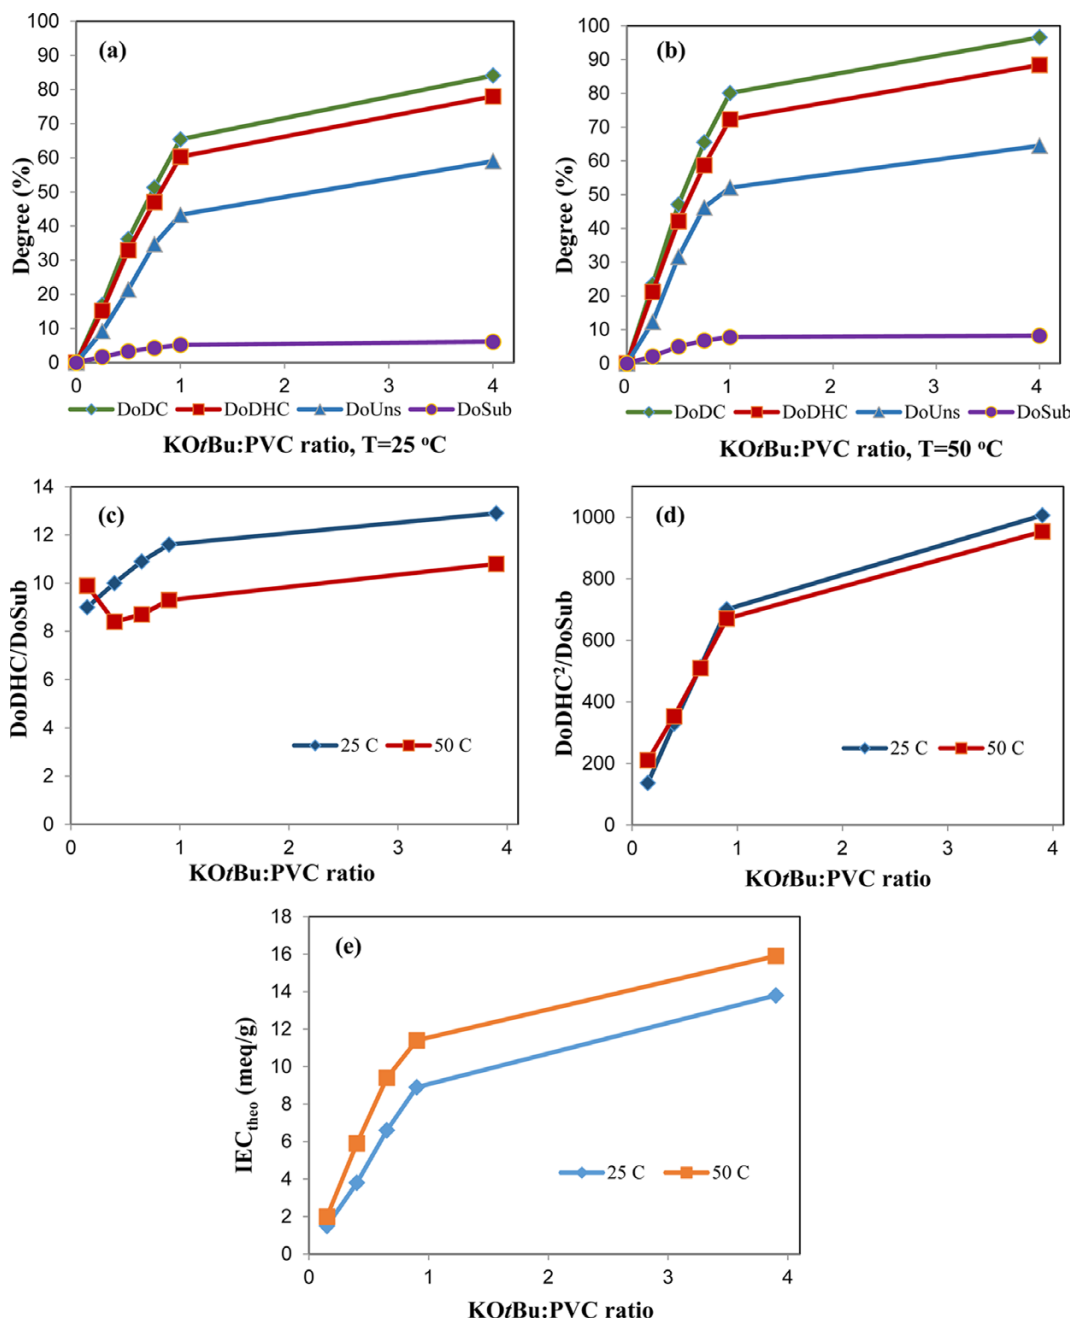 (a)
Degree (%)
100
90
80
70
60
50
40
30
20
10
0
0 1 2 3 4
DoDC DoDHC DoUns DoSub
KOtBu:PVC ratio, T=25 °C
(b)
Degree (%)
100
90
80
70
60
50
40
30
20
10
0
0 1 2 3 4
DoDC DoDHC DoUns DoSub
KOtBu:PVC ratio, T=50 °C
(c)
DoDHC/DoSub
14
12
10
8
6
4
2
0
25 C 50 C
0 1 2 3 4
KOtBu:PVC ratio
(d)
DoDHC²/DoSub
1000
800
600
400
200
0
25 C 50 C
0 1 2 3 4
KOtBu:PVC ratio
(e)
IECtheo (meq/g)
18
16
14
12
10
8
6
4
2
0
25 C 50 C
0 1 2 3 4
KOtBu:PVC ratio